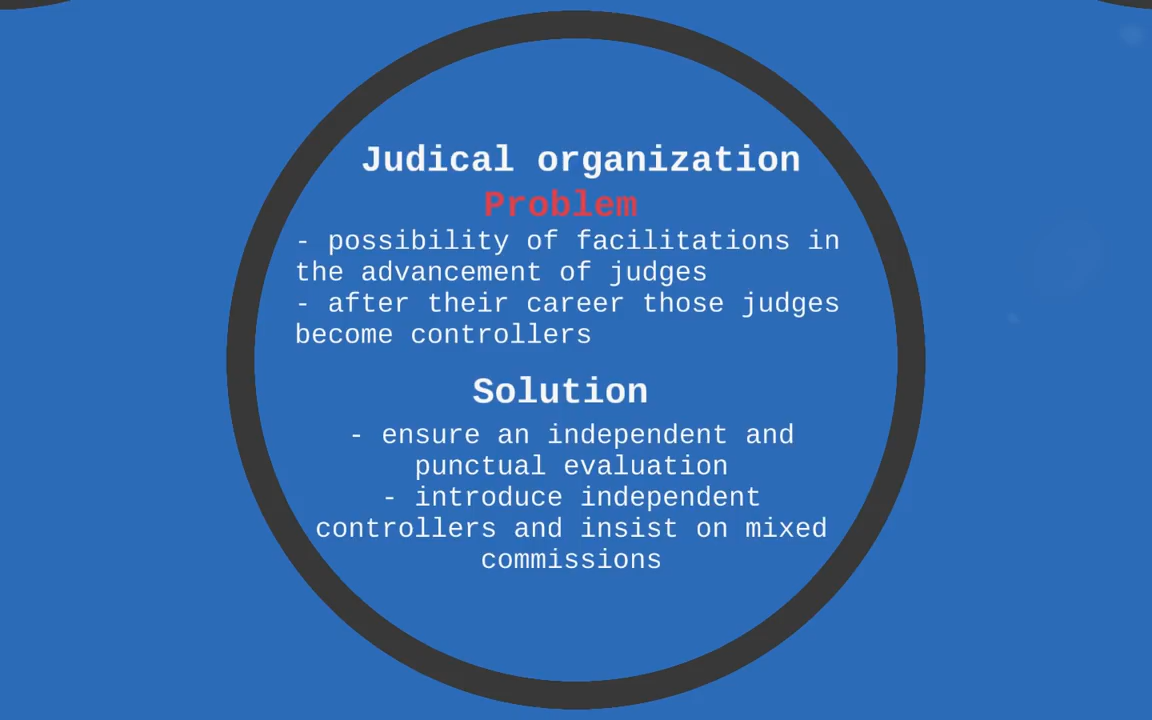 Judical organization
Problem
- possibility of facilitations in
the advancement of judges
- after their career those judges
become controllers
Solution
- ensure an independent and
punctual evaluation
- introduce independent
controllers and insist on mixed
commissions